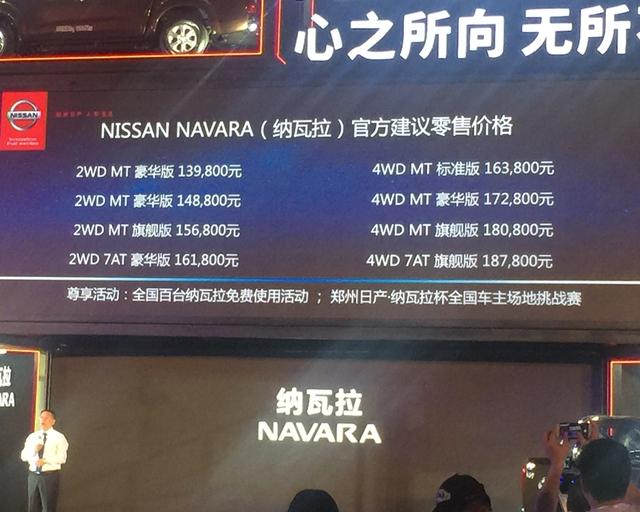 心之所向 无所
NISSAN
Innovation
that excites
NISSAN NAVARA（纳瓦拉）官方建议零售价格
2WD MT 豪华版 139,800元
2WD MT 豪华版 148,800元
2WD MT 旗舰版 156,800元
2WD 7AT 豪华版 161,800元
4WD MT 标准版 163,800元
4WD MT 豪华版 172,800元
4WD MT 旗舰版 180,800元
4WD 7AT 旗舰版 187,800元
尊享活动：全国百台纳瓦拉免费使用活动 ； 郑州日产·纳瓦拉杯全国车主场地挑战赛
瓦拉
ARA
纳瓦拉
NAVARA